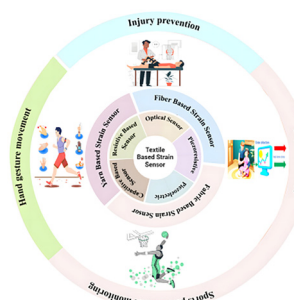 Injury prevention
Hand gesture movement
Yarn Based Strain Sensor
Fiber Based Strain Sensor
Fabric Based Strain Sensor
Resistive Based
Sensor
Optical Sensor
Piezoresistive
Piezoelectric
Capacitive Based
Sensor
Textile
Based Strain
Sensor
monitoring